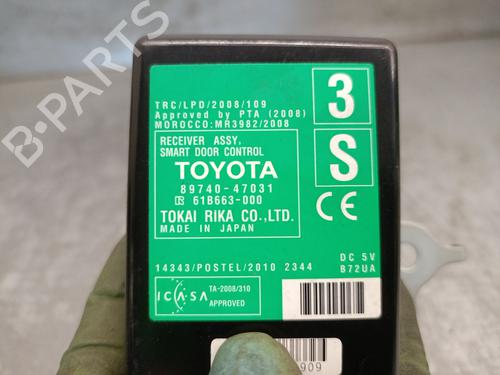 TRC/LPD/2008/109
Approved by PTA (2008)
MOROCCO:MR3982/2008
3
RECEIVER ASSY,
SMART DOOR CONTROL
TOYOTA
S
89740-47031
61B663-000
TOKAI RIKA CO.,LTD.
MADE IN JAPAN
CE
DC 5V
B72UA
14343/POSTEL/2010 2344
ICASA
TA-2008/310
APPROVED
909
B-PARTS